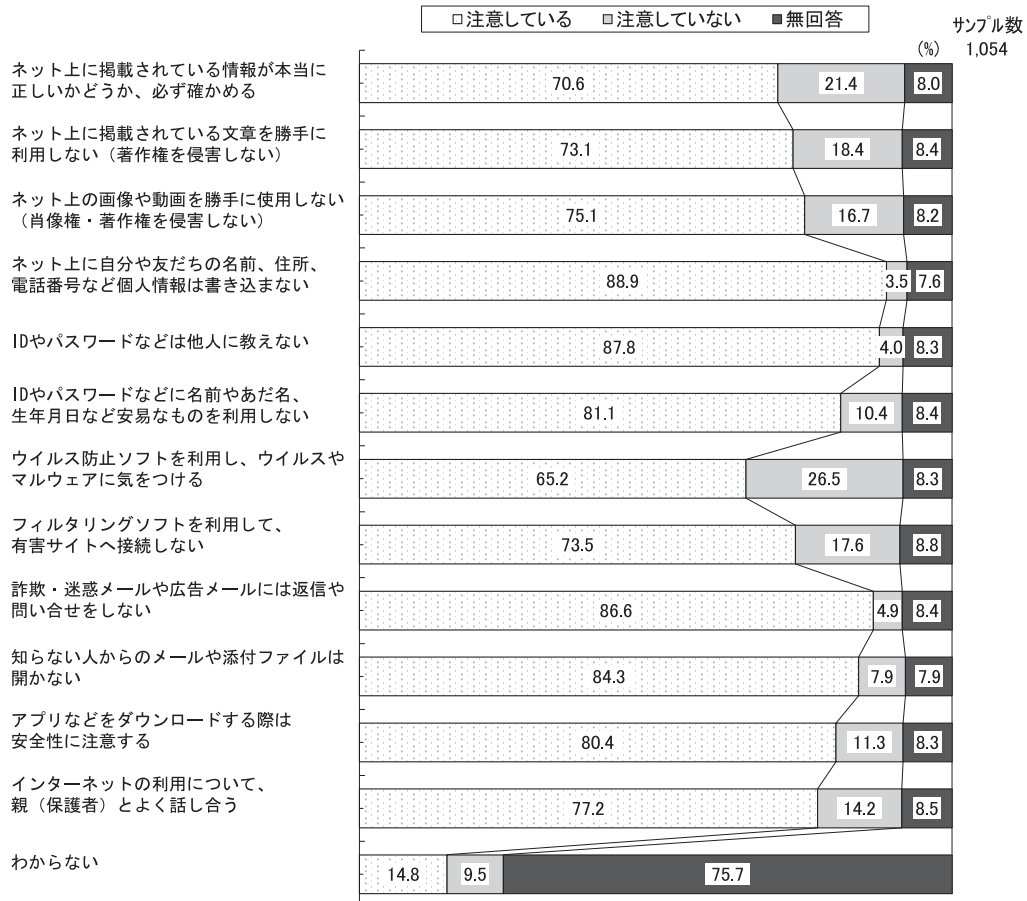 注意している 注意していない 無回答
サンプル数
(%) 1,054
ネット上に掲載されている情報が本当に
正しいかどうか、必ず確かめる
70.6 21.4 8.0
ネット上に掲載されている文章を勝手に
利用しない（著作権を侵害しない）
73.1 18.4 8.4
ネット上の画像や動画を勝手に使用しない
（肖像権・著作権を侵害しない）
75.1 16.7 8.2
ネット上に自分や友だちの名前、住所、
電話番号など個人情報は書き込まない
88.9 3.5 7.6
IDやパスワードなどは他人に教えない
87.8 4.0 8.3
IDやパスワードなどに名前やあだ名、
生年月日など安易なものを利用しない
81.1 10.4 8.4
ウイルス防止ソフトを利用し、ウイルスや
マルウェアに気をつける
65.2 26.5 8.3
フィルタリングソフトを利用して、
有害サイトへ接続しない
73.5 17.6 8.8
詐欺・迷惑メールや広告メールには返信や
問い合せをしない
86.6 4.9 8.4
知らない人からのメールや添付ファイルは
開かない
84.3 7.9 7.9
アプリなどをダウンロードする際は
安全性に注意する
80.4 11.3 8.3
インターネットの利用について、
親（保護者）とよく話し合う
77.2 14.2 8.5
わからない
14.8 9.5 75.7